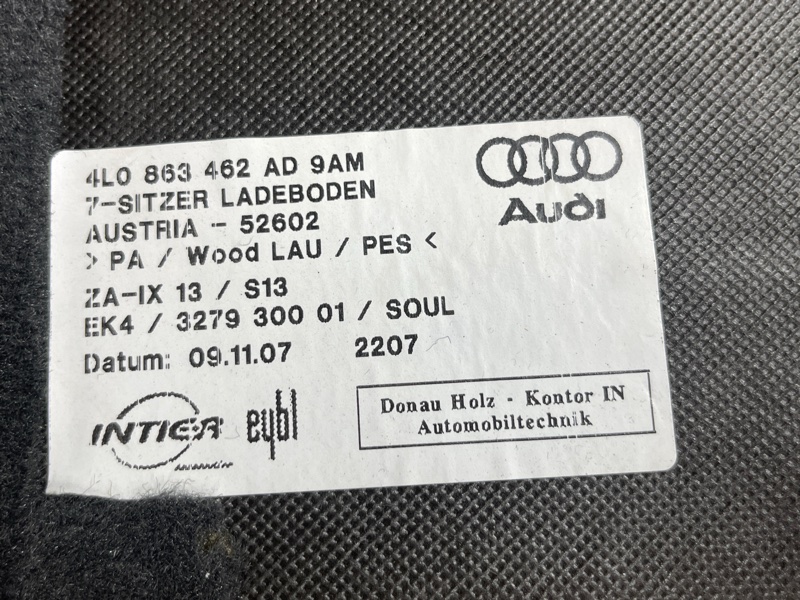 4L0 863 462 AD 9AM
7-SITZER LADEBODEN
AUSTRIA - 52602
> PA / Wood LAU / PES <
ZA-IX 13 / S13
EK4 / 3279 300 01 / SOUL
Datum: 09.11.07 2207
Audi
INTIER
eybl
Donau Holz - Kontor IN
Automobiltechnik